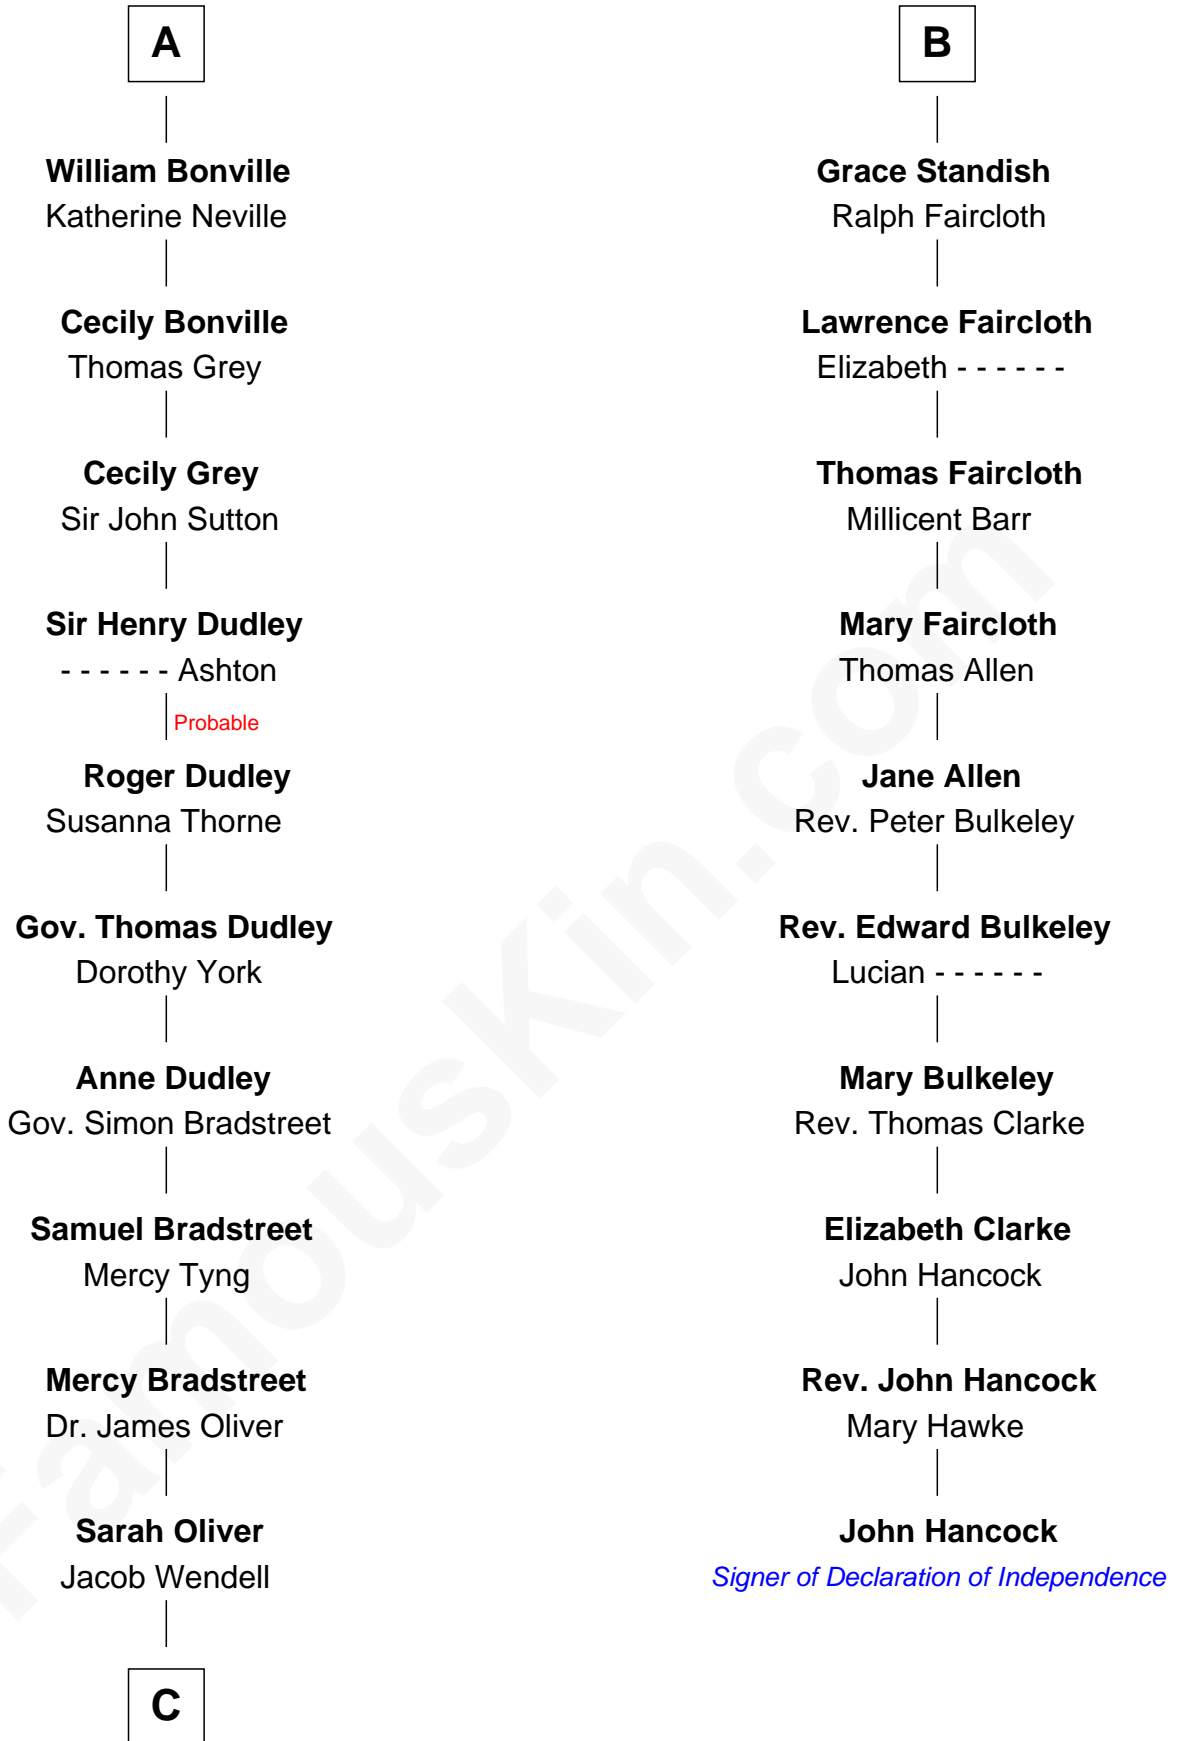 A
William Bonville
Katherine Neville
Cecily Bonville
Thomas Grey
Cecily Grey
Sir John Sutton
Sir Henry Dudley
- - - - - - Ashton
Probable
Roger Dudley
Susanna Thorne
Gov. Thomas Dudley
Dorothy York
Anne Dudley
Gov. Simon Bradstreet
Samuel Bradstreet
Mercy Tyng
Mercy Bradstreet
Dr. James Oliver
Sarah Oliver
Jacob Wendell
C
B
Grace Standish
Ralph Faircloth
Lawrence Faircloth
Elizabeth - - - - - -
Thomas Faircloth
Millicent Barr
Mary Faircloth
Thomas Allen
Jane Allen
Rev. Peter Bulkeley
Rev. Edward Bulkeley
Lucian - - - - - -
Mary Bulkeley
Rev. Thomas Clarke
Elizabeth Clarke
John Hancock
Rev. John Hancock
Mary Hawke
John Hancock
Signer of Declaration of Independence
FamousKin.com